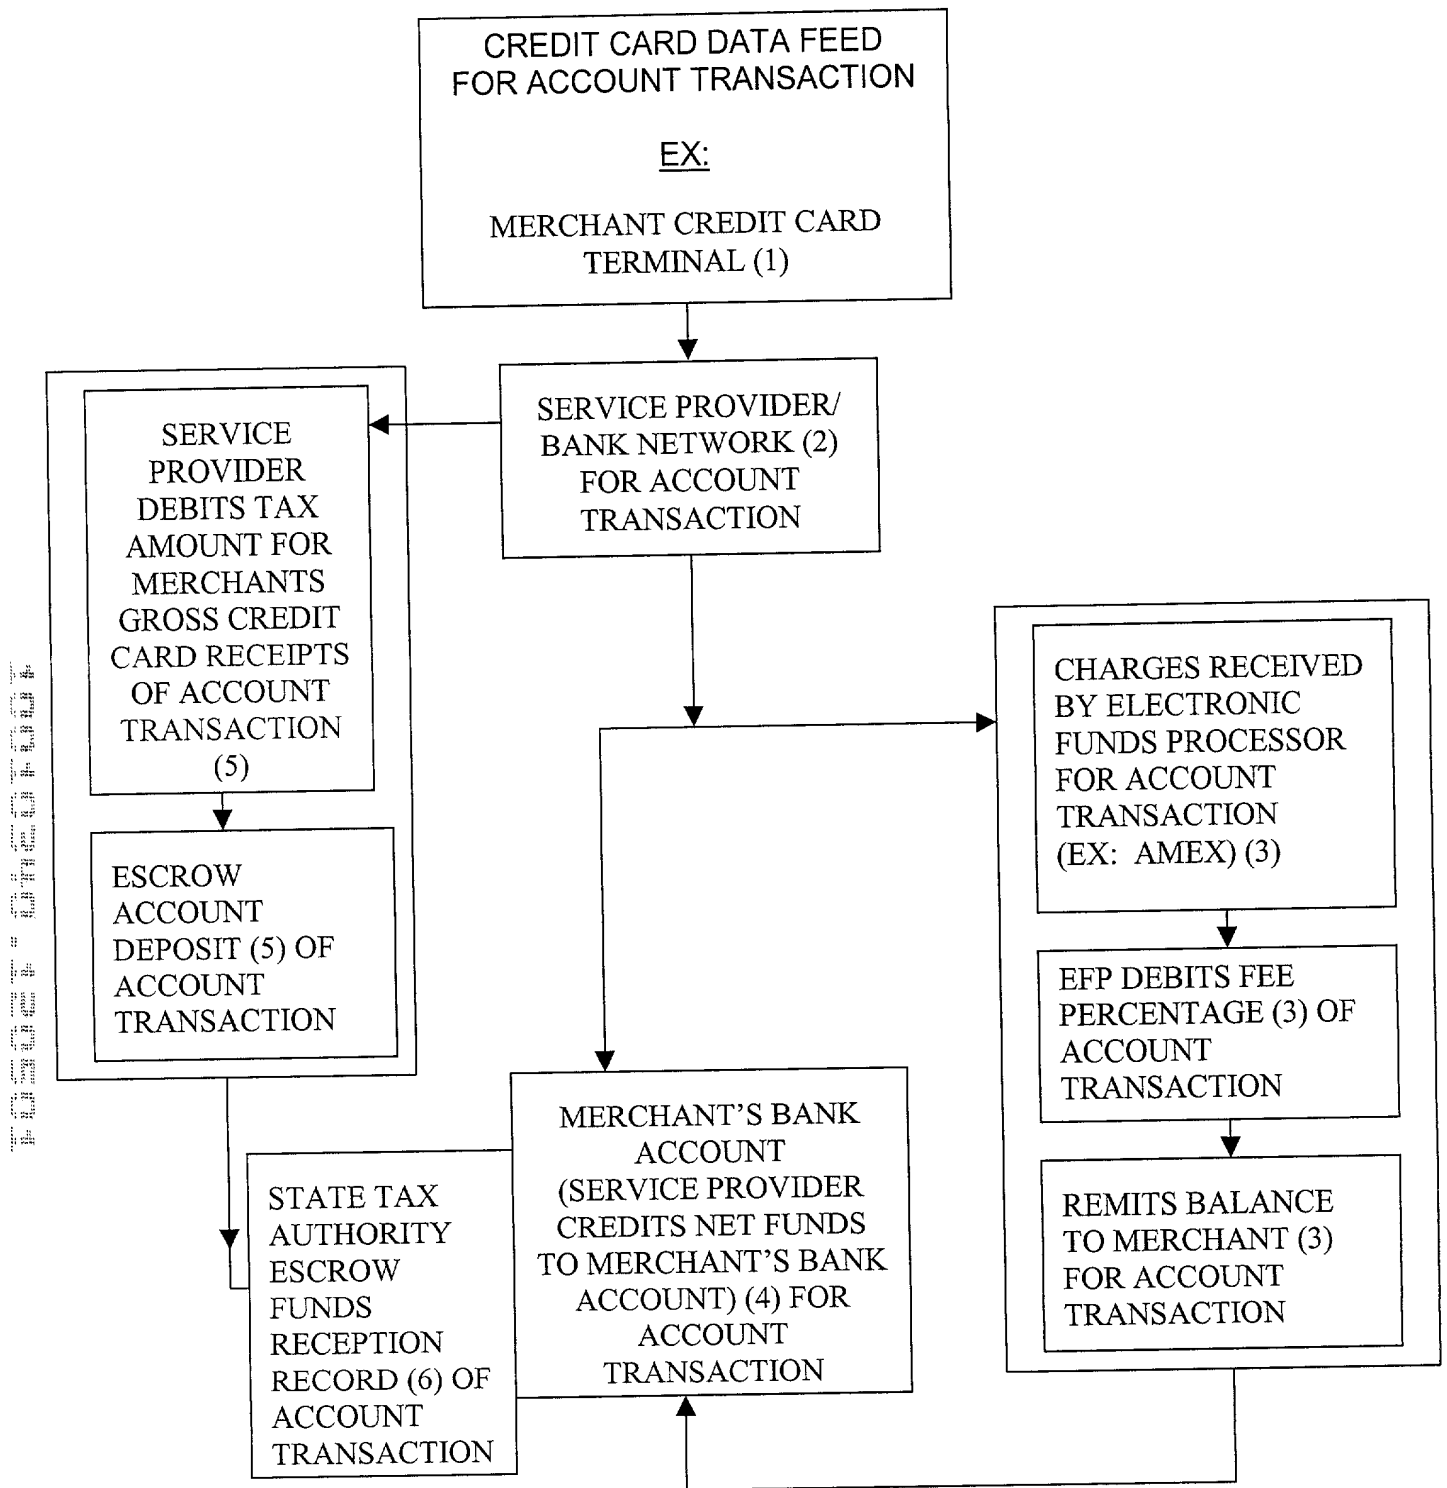 CREDIT CARD DATA FEED
FOR ACCOUNT TRANSACTION
EX:
MERCHANT CREDIT CARD
TERMINAL (1)
SERVICE PROVIDER/
BANK NETWORK (2)
FOR ACCOUNT
TRANSACTION
SERVICE
PROVIDER
DEBITS TAX
AMOUNT FOR
MERCHANTS
GROSS CREDIT
CARD RECEIPTS
OF ACCOUNT
TRANSACTION
(5)
ESCROW
ACCOUNT
DEPOSIT (5) OF
ACCOUNT
TRANSACTION
CHARGES RECEIVED
BY ELECTRONIC
FUNDS PROCESSOR
FOR ACCOUNT
TRANSACTION
(EX: AMEX) (3)
EFP DEBITS FEE
PERCENTAGE (3) OF
ACCOUNT
TRANSACTION
REMITS BALANCE
TO MERCHANT (3)
FOR ACCOUNT
TRANSACTION
MERCHANT'S BANK
ACCOUNT
(SERVICE PROVIDER
CREDITS NET FUNDS
TO MERCHANT'S BANK
ACCOUNT) (4) FOR
ACCOUNT
TRANSACTION
STATE TAX
AUTHORITY
ESCROW
FUNDS
RECEPTION
RECORD (6) OF
ACCOUNT
TRANSACTION